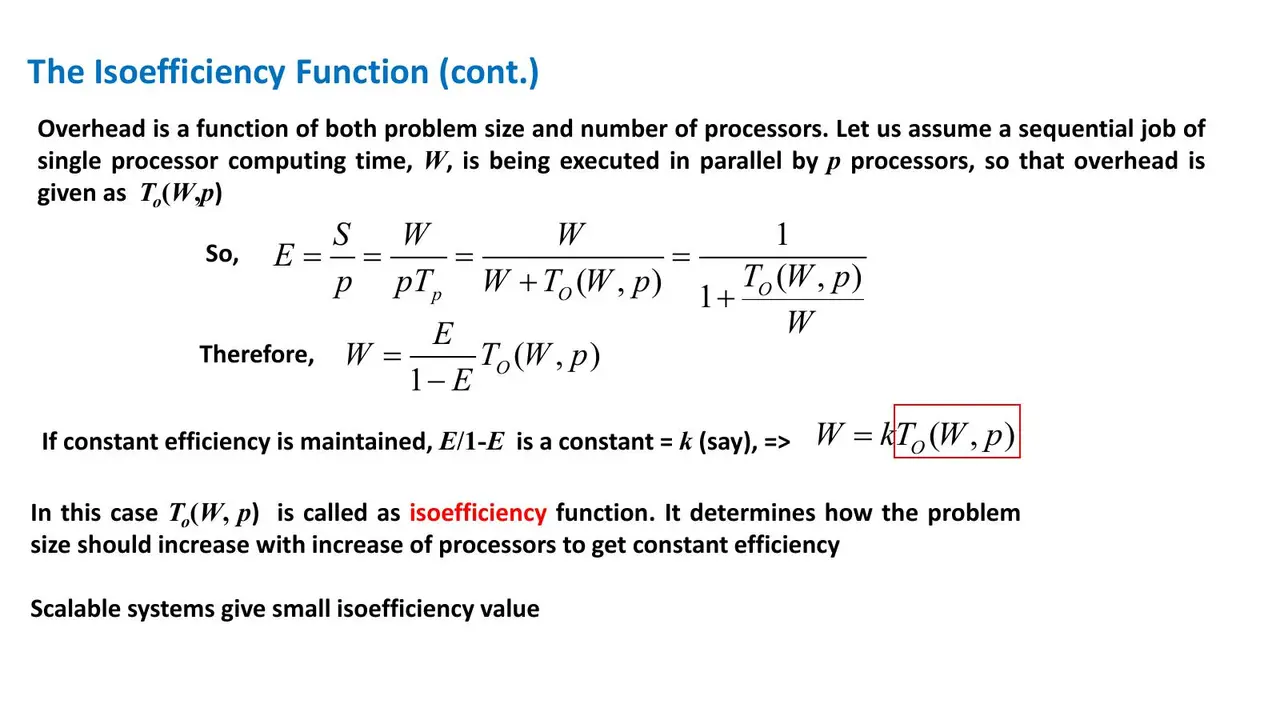 The Isoefficiency Function (cont.)
Overhead is a function of both problem size and number of processors. Let us assume a sequential job of
single processor computing time, W, is being executed in parallel by p processors, so that overhead is
given as Tₒ(W,p)
So, E = S/p = W/(pTₚ) = W/(W + T_O(W, p)) = 1/(1 + T_O(W, p)/W)
Therefore, W = E/(1 − E) T_O(W, p)
If constant efficiency is maintained, E/1-E is a constant = k (say), => W = kT_O(W, p)
In this case Tₒ(W, p) is called as isoefficiency function. It determines how the problem
size should increase with increase of processors to get constant efficiency
Scalable systems give small isoefficiency value